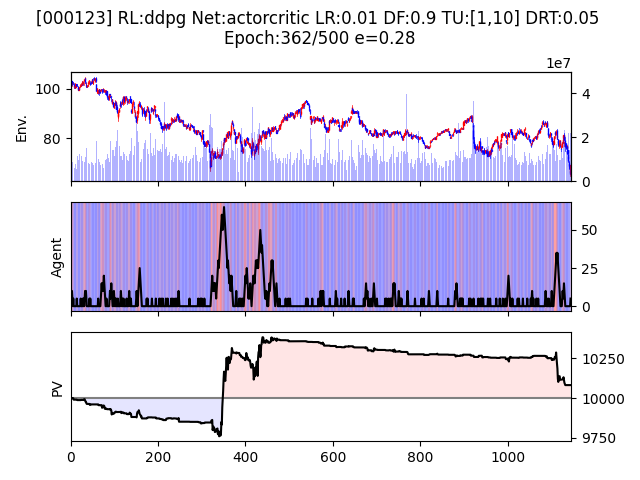 [000123] RL:ddpg Net:actorcritic LR:0.01 DF:0.9 TU:[1,10] DRT:0.05
Epoch:362/500 e=0.28
1e7
Env.
100
80
4
2
0
Agent
50
25
0
PV
10250
10000
9750
0
200
400
600
800
1000